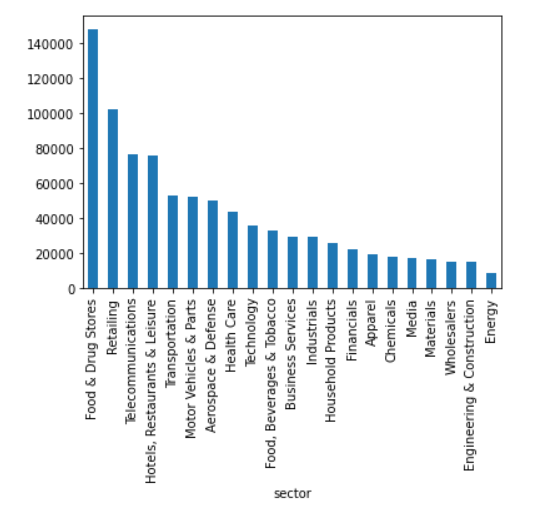 140000
120000
100000
80000
60000
40000
20000
0
Food & Drug Stores
Retailing
Telecommunications
Hotels, Restaurants & Leisure
Transportation
Motor Vehicles & Parts
Aerospace & Defense
Health Care
Technology
Food, Beverages & Tobacco
Business Services
Industrials
Household Products
Financials
Apparel
Chemicals
Media
Materials
Wholesalers
Engineering & Construction
Energy
sector